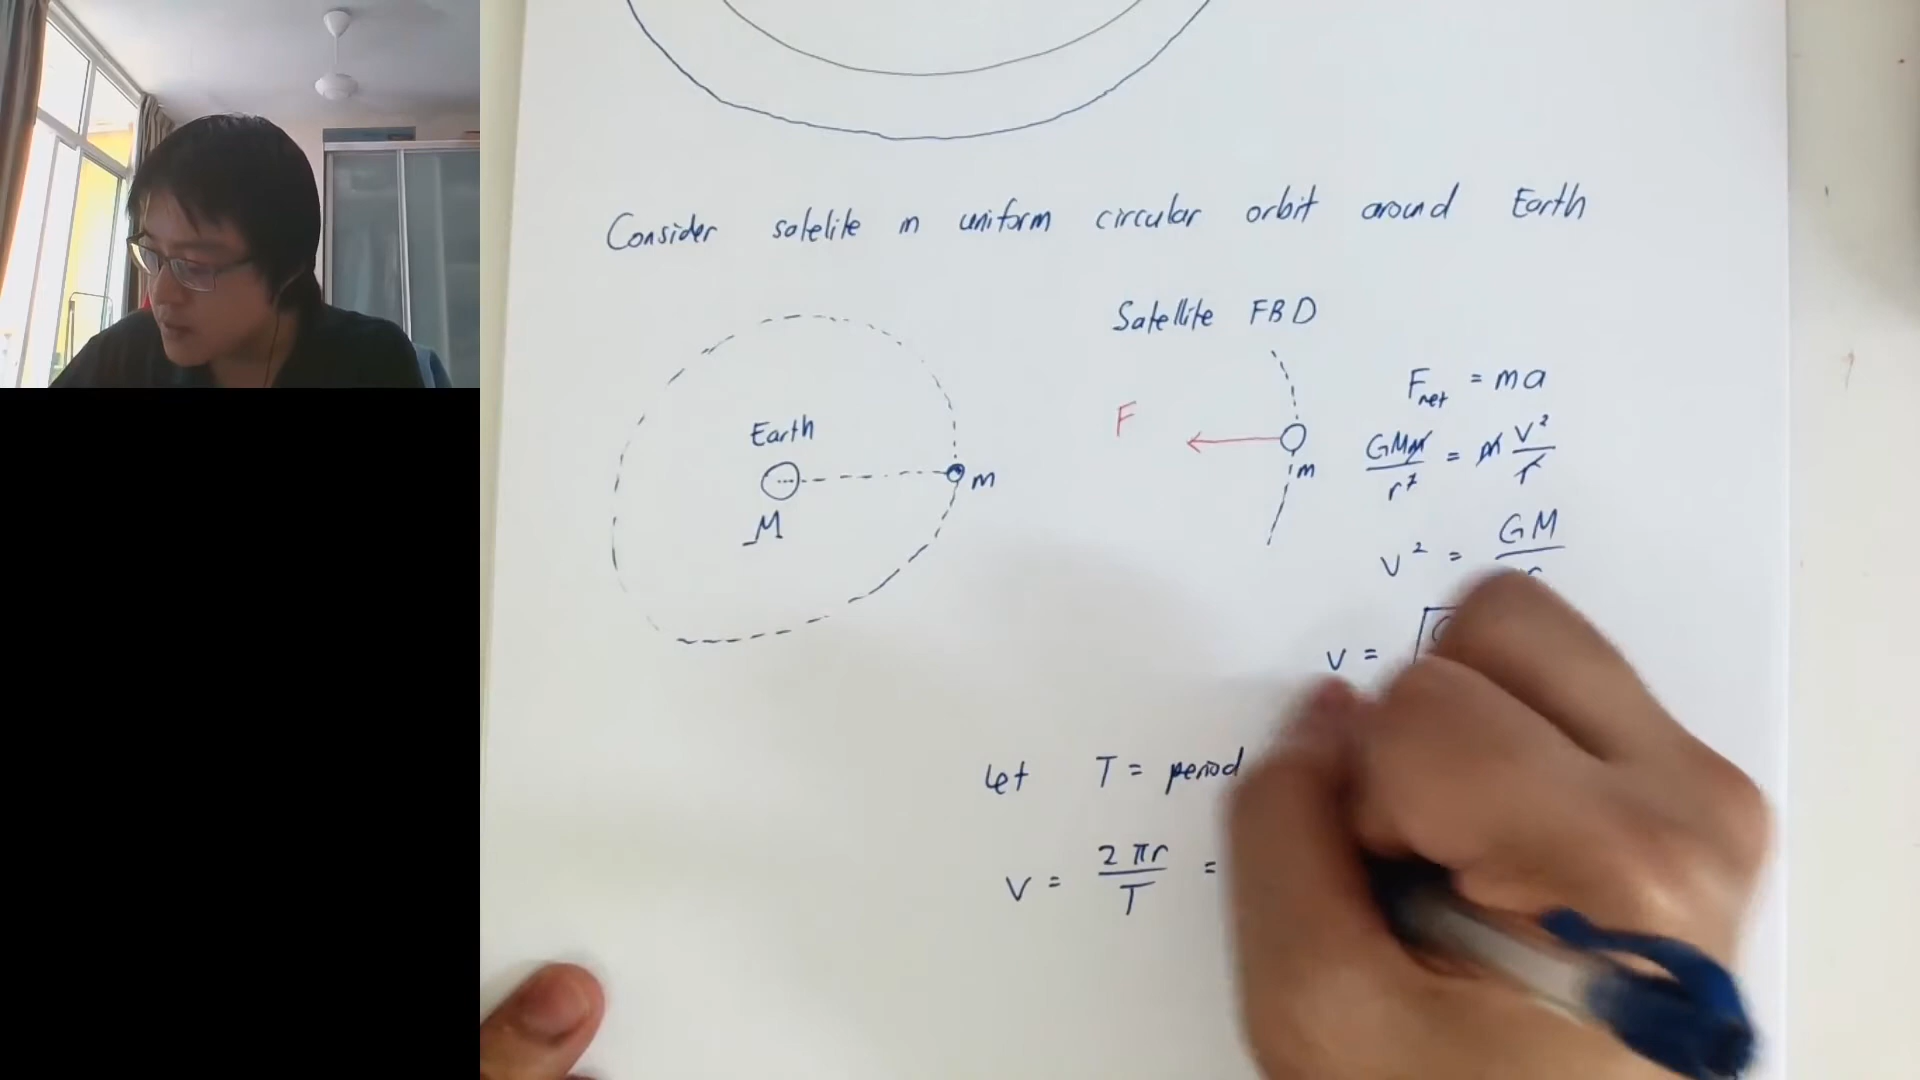 Consider satelite in uniform circular orbit around Earth
Satellite FBD
Earth
M
m
F
m
F_net = ma
GMm/r² = m v²/r
v² = GM/r
v = √G
Let T = period
v = 2πr/T =